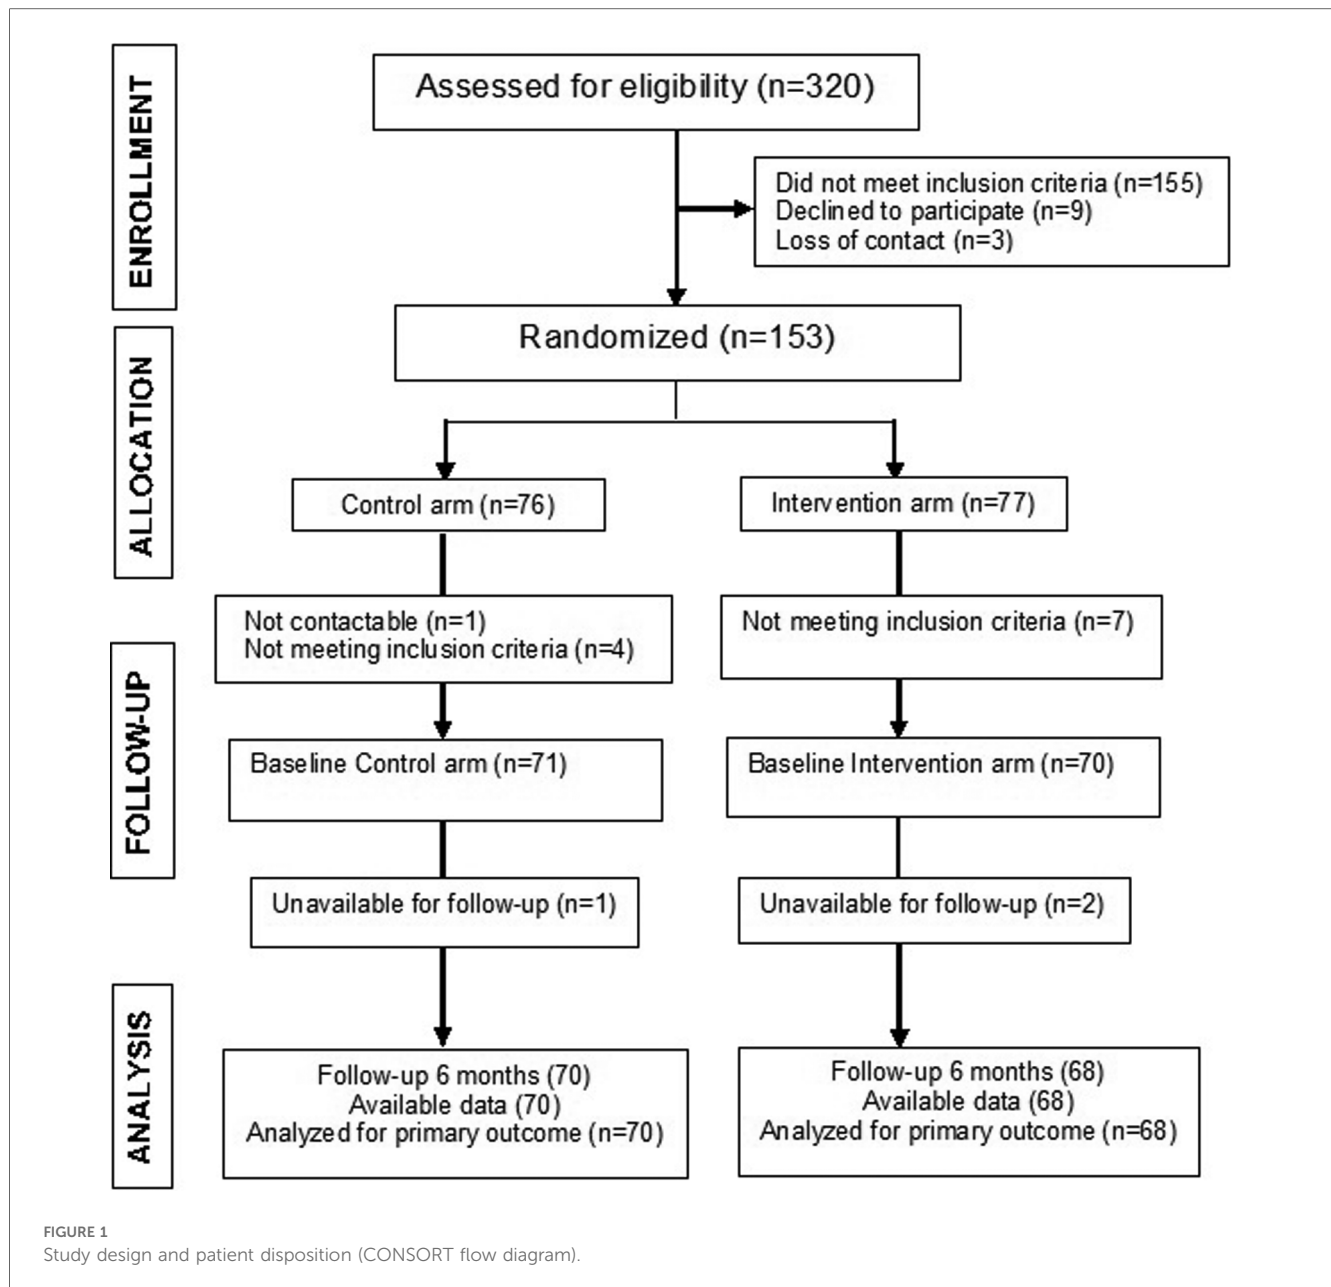 ENROLLMENT
Assessed for eligibility (n=320)
Did not meet inclusion criteria (n=155)
Declined to participate (n=9)
Loss of contact (n=3)
Randomized (n=153)
ALLOCATION
Control arm (n=76)
Intervention arm (n=77)
Not contactable (n=1)
Not meeting inclusion criteria (n=4)
Not meeting inclusion criteria (n=7)
FOLLOW-UP
Baseline Control arm (n=71)
Baseline Intervention arm (n=70)
Unavailable for follow-up (n=1)
Unavailable for follow-up (n=2)
ANALYSIS
Follow-up 6 months (70)
Available data (70)
Analyzed for primary outcome (n=70)
Follow-up 6 months (68)
Available data (68)
Analyzed for primary outcome (n=68)
FIGURE 1
Study design and patient disposition (CONSORT flow diagram).